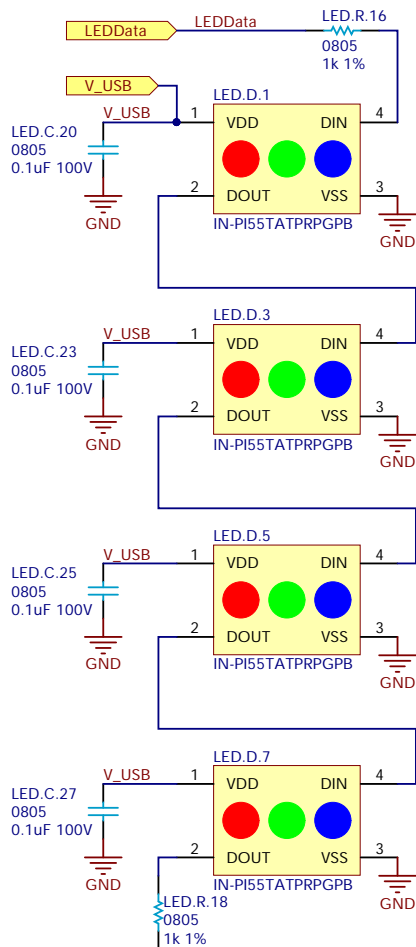 LEDData
LEDData
LED.R.16
0805
1k 1%
V_USB
V_USB
LED.D.1
LED.C.20
0805
0.1uF 100V
GND
1
VDD
DIN
4
2
DOUT
VSS
3
IN-PI55TATPRPGPB
GND
V_USB
LED.D.3
LED.C.23
0805
0.1uF 100V
GND
1
VDD
DIN
4
2
DOUT
VSS
3
IN-PI55TATPRPGPB
GND
V_USB
LED.D.5
LED.C.25
0805
0.1uF 100V
GND
1
VDD
DIN
4
2
DOUT
VSS
3
IN-PI55TATPRPGPB
GND
V_USB
LED.D.7
LED.C.27
0805
0.1uF 100V
GND
1
VDD
DIN
4
2
DOUT
VSS
3
IN-PI55TATPRPGPB
GND
LED.R.18
0805
1k 1%